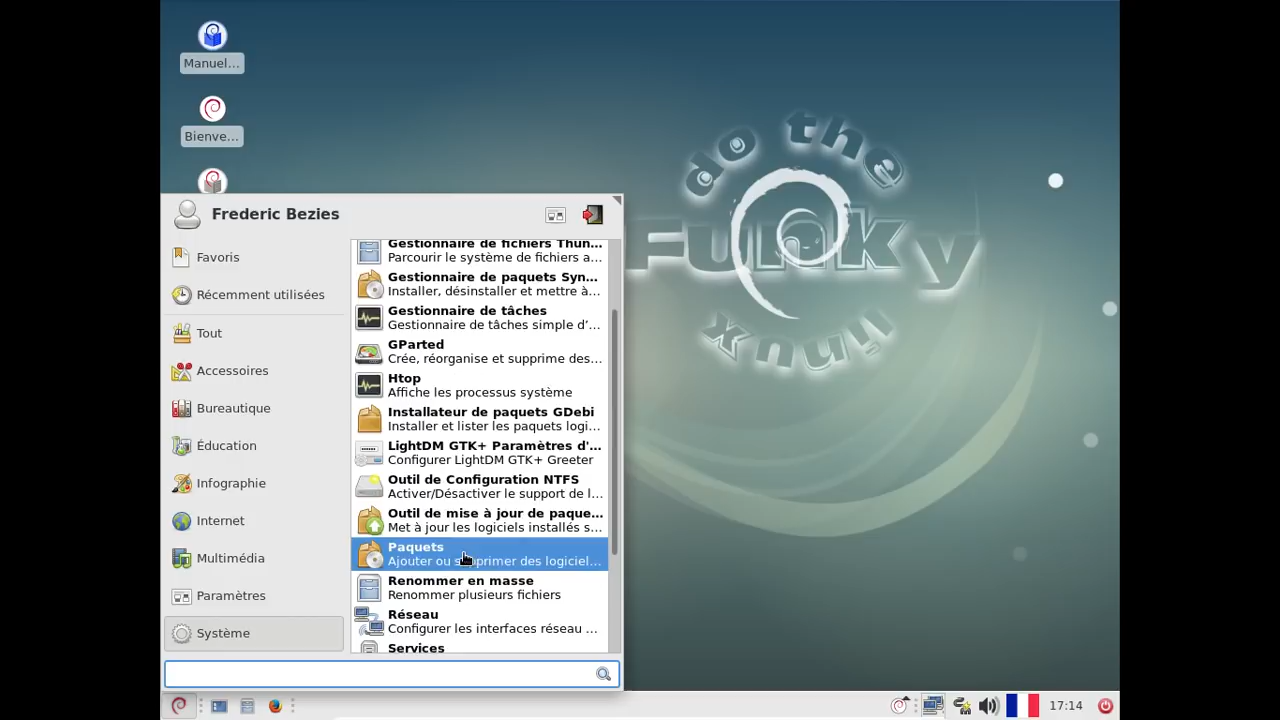 Manuel...
Bienve...
do the
Funky
linux
Frederic Bezies
Favoris
Récemment utilisées
Tout
Accessoires
Bureautique
Éducation
Infographie
Internet
Multimédia
Paramètres
Système
Gestionnaire de fichiers Thun...
Parcourir le système de fichiers a...
Gestionnaire de paquets Syn...
Installer, désinstaller et mettre à...
Gestionnaire de tâches
Gestionnaire de tâches simple d'...
GParted
Crée, réorganise et supprime des...
Htop
Affiche les processus système
Installateur de paquets GDebi
Installer et lister les paquets logi...
LightDM GTK+ Paramètres d'...
Configurer LightDM GTK+ Greeter
Outil de Configuration NTFS
Activer/Désactiver le support de l...
Outil de mise à jour de paque...
Met à jour les logiciels installés s...
Paquets
Ajouter ou supprimer des logiciel...
Renommer en masse
Renommer plusieurs fichiers
Réseau
Configurer les interfaces réseau ...
Services
17:14